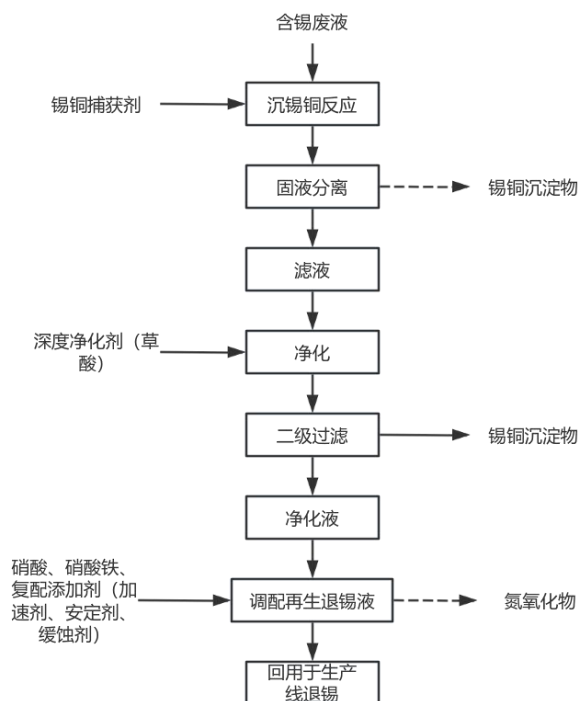 含锡废液
锡铜捕获剂
沉锡铜反应
固液分离
锡铜沉淀物
滤液
深度净化剂（草
酸）
净化
二级过滤
锡铜沉淀物
净化液
硝酸、硝酸铁、
复配添加剂（加
速剂、安定剂、
缓蚀剂）
调配再生退锡液
氮氧化物
回用于生产
线退锡